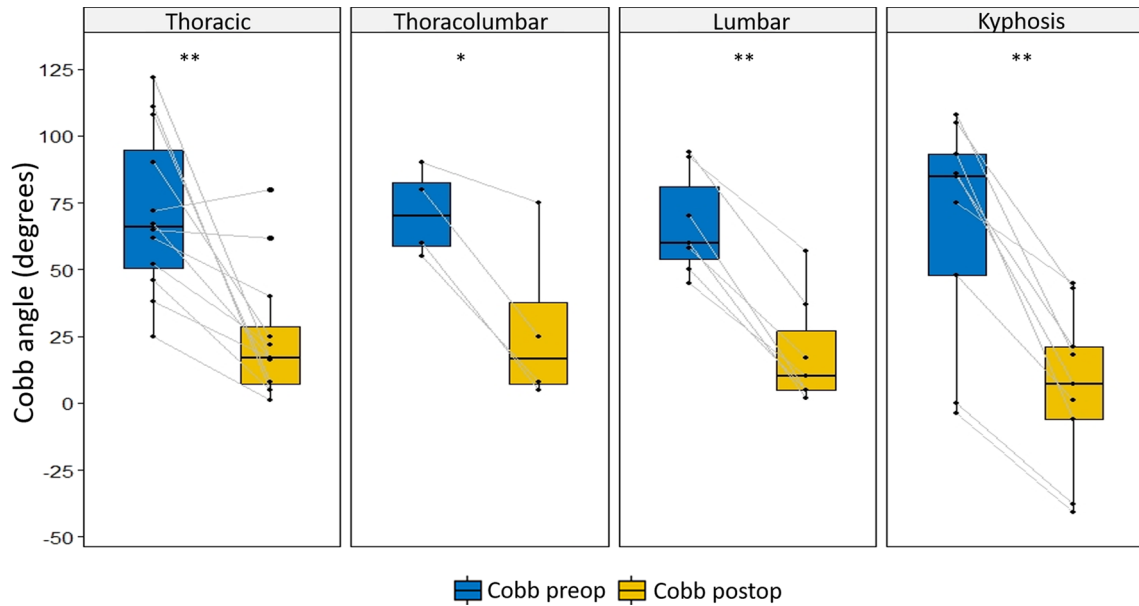 Thoracic
Thoracolumbar
Lumbar
Kyphosis
**
*
**
**
Cobb angle (degrees)
125
100
75
50
25
0
-25
-50
Cobb preop
Cobb postop